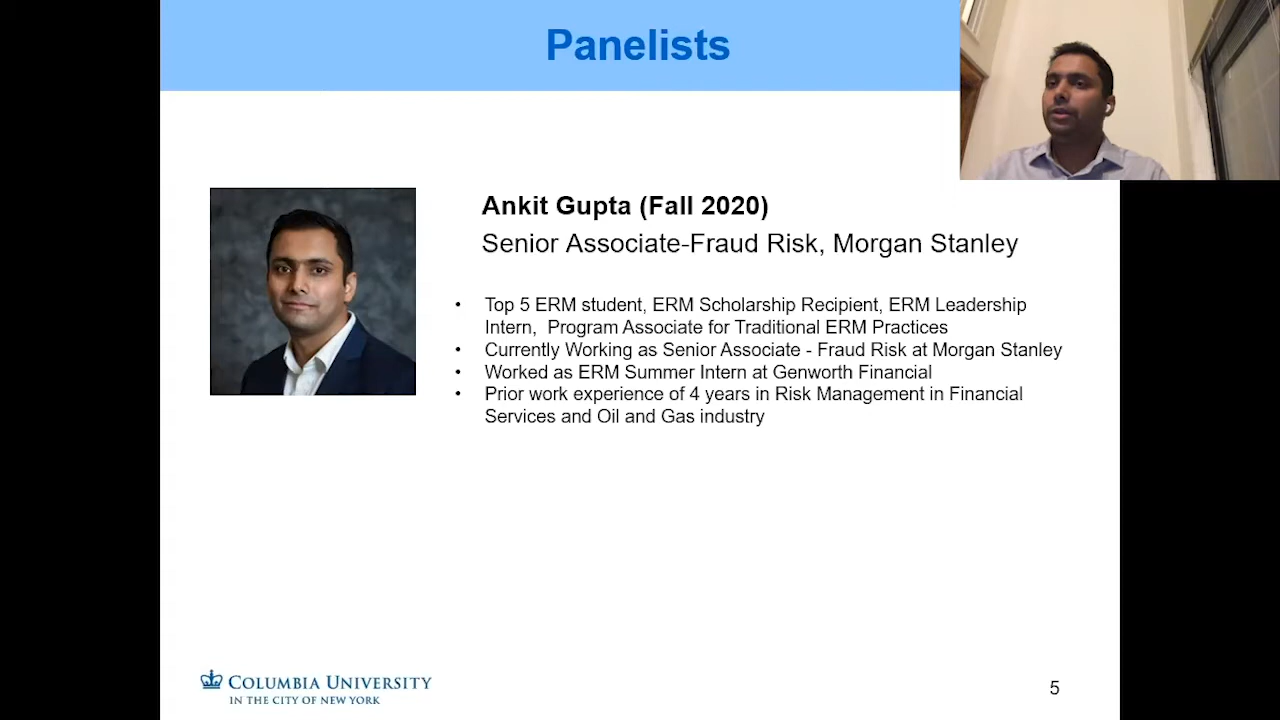 Panelists
Ankit Gupta (Fall 2020)
Senior Associate-Fraud Risk, Morgan Stanley
• Top 5 ERM student, ERM Scholarship Recipient, ERM Leadership
Intern, Program Associate for Traditional ERM Practices
• Currently Working as Senior Associate - Fraud Risk at Morgan Stanley
• Worked as ERM Summer Intern at Genworth Financial
• Prior work experience of 4 years in Risk Management in Financial
Services and Oil and Gas industry
COLUMBIA UNIVERSITY
IN THE CITY OF NEW YORK
5